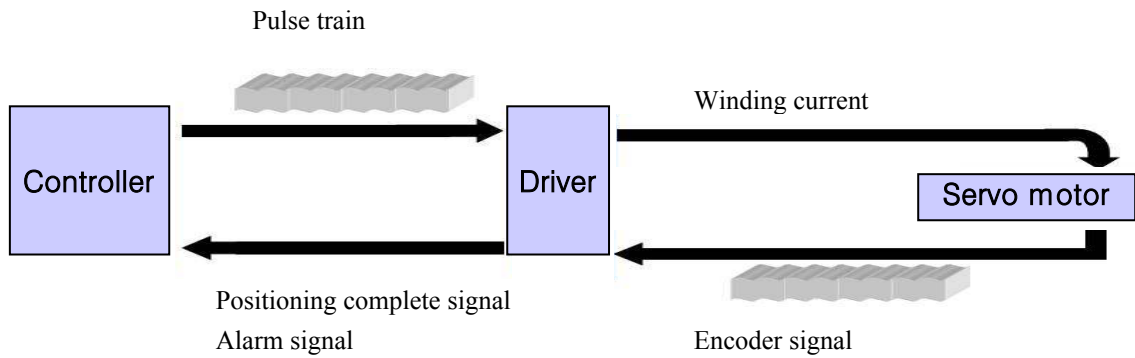 Pulse train
Winding current
Controller
Driver
Servo motor
Positioning complete signal
Alarm signal
Encoder signal